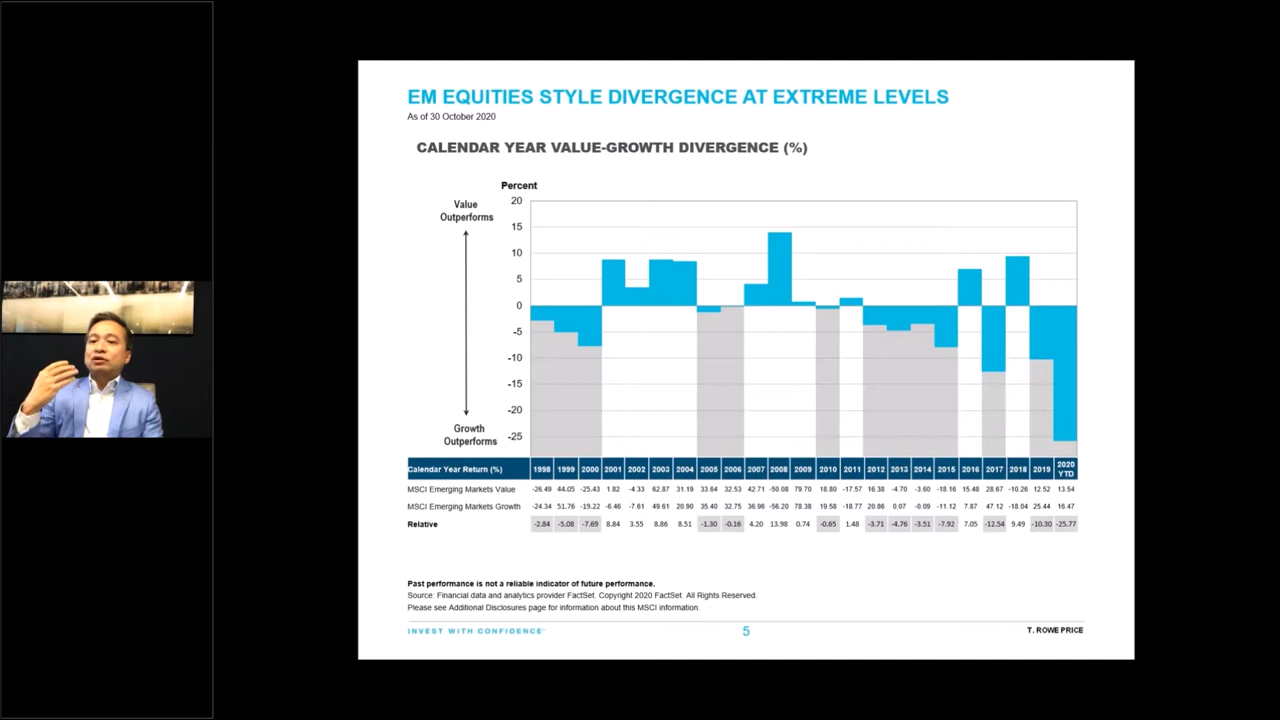 EM EQUITIES STYLE DIVERGENCE AT EXTREME LEVELS
As of 30 October 2020
CALENDAR YEAR VALUE-GROWTH DIVERGENCE (%)
Percent
Value
Outperforms
20
15
10
5
0
-5
-10
-15
-20
-25
Growth
Outperforms
Calendar Year Return (%) 1998 1999 2000 2001 2002 2003 2004 2005 2006 2007 2008 2009 2010 2011 2012 2013 2014 2015 2016 2017 2018 2019 2020 YTD
MSCI Emerging Markets Value -26.49 44.05 -25.43 1.82 -4.33 62.87 31.19 33.64 32.53 42.71 -50.08 79.70 18.80 -17.57 16.38 -4.70 -3.60 -18.16 15.48 28.67 -10.26 12.52 13.54
MSCI Emerging Markets Growth -24.34 51.76 -19.22 -6.46 -7.61 49.61 20.90 35.40 32.75 36.96 -56.20 78.38 19.58 -18.77 20.86 0.07 -0.09 -11.12 7.87 47.12 -18.04 25.44 16.47
Relative -2.84 -5.08 -7.69 8.84 3.55 8.86 8.51 -1.30 -0.16 4.20 13.98 0.74 -0.65 1.48 -3.71 -4.76 -3.51 -7.92 7.05 -12.54 9.49 -10.30 -25.77
Past performance is not a reliable indicator of future performance.
Source: Financial data and analytics provider FactSet. Copyright 2020 FactSet. All Rights Reserved.
Please see Additional Disclosures page for information about this MSCI information.
INVEST WITH CONFIDENCE
5
T. ROWE PRICE